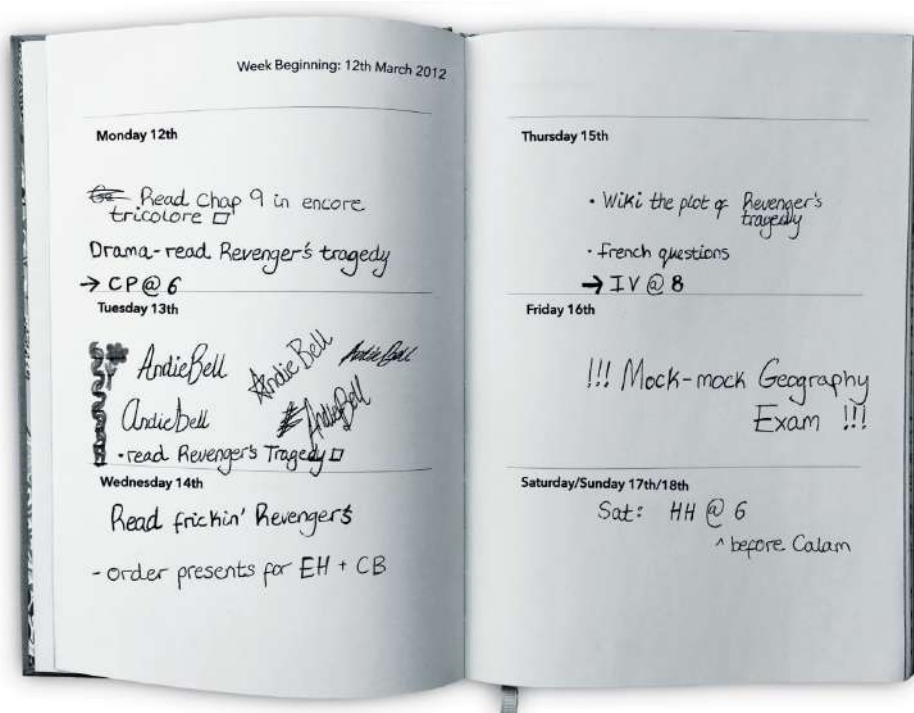 Week Beginning: 12th March 2012
Monday 12th
Read Chap 9 in encore
tricolore
Drama-read Revenger's tragedy
→ CP @ 6
Tuesday 13th
AndieBell
Andie Bell
AndieBell
AndieBell
AndieBell
·read Revenger's Tragedy
Wednesday 14th
Read frickin' Revengers
- order presents for EH + CB
Thursday 15th
• Wiki the plot of Revenger's
tragedy
• french questions
→ IV @ 8
Friday 16th
!!! Mock-mock Geography
Exam !!!
Saturday/Sunday 17th/18th
Sat: HH @ 6
^ before Calam